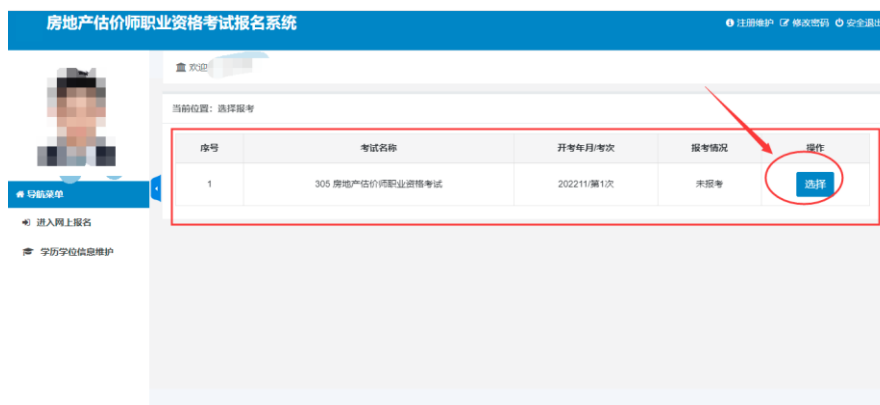 房地产估价师职业资格考试报名系统
注册维护 修改密码 安全退出
欢迎
当前位置：选择报考
序号 考试名称 开考年月/考次 报考情况 操作
1 305.房地产估价师职业资格考试 202211/第1次 未报考 选择
导航菜单
进入网上报名
学历学位信息维护